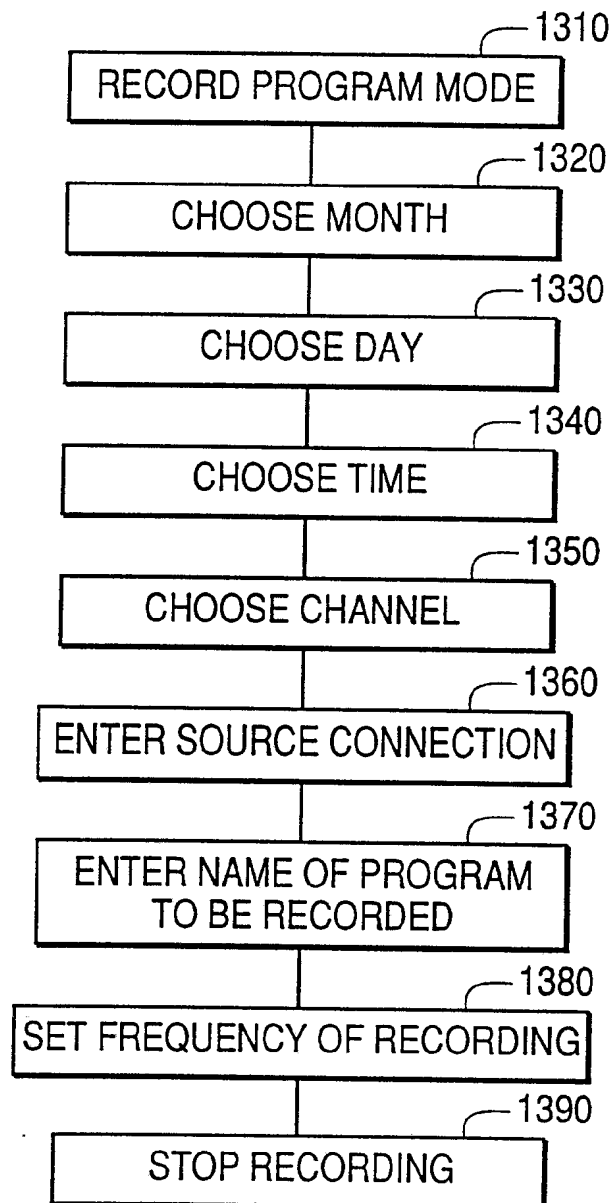 1310
RECORD PROGRAM MODE
1320
CHOOSE MONTH
1330
CHOOSE DAY
1340
CHOOSE TIME
1350
CHOOSE CHANNEL
1360
ENTER SOURCE CONNECTION
1370
ENTER NAME OF PROGRAM
TO BE RECORDED
1380
SET FREQUENCY OF RECORDING
1390
STOP RECORDING